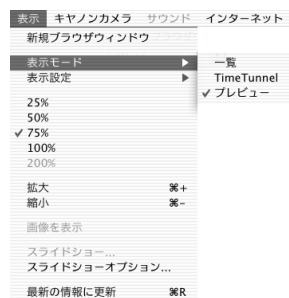 表示 キヤノンカメラ サウンド インターネット
新規ブラウザウィンドウ
表示モード ▶
一覧
表示設定 ▶
TimeTunnel
✓ プレビュー
25%
50%
✓ 75%
100%
200%
拡大 ⌘+
縮小 ⌘-
画像を表示
スライドショー...
スライドショーオプション...
最新の情報に更新 ⌘R